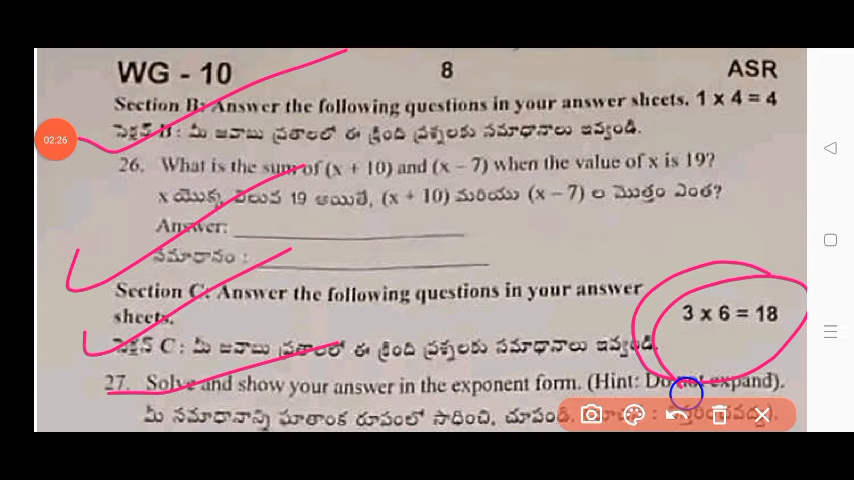 WG - 10 8 ASR
Section B: Answer the following questions in your answer sheets. 1 x 4 = 4
సెక్షన్ B : మీ జవాబు పత్రాలలో ఈ క్రింది ప్రశ్నలకు సమాధానాలు ఇవ్వండి.
02:26
26. What is the sum of (x + 10) and (x – 7) when the value of x is 19?
x యొక్క విలువ 19 అయితే, (x + 10) మరియు (x – 7) ల మొత్తం ఎంత?
Answer:
సమాధానం :
Section C: Answer the following questions in your answer
sheets.
3 x 6 = 18
సెక్షన్ C : మీ జవాబు పత్రాలలో ఈ క్రింది ప్రశ్నలకు సమాధానాలు ఇవ్వండి.
27. Solve and show your answer in the exponent form. (Hint: Do not expand).
మీ సమాధానాన్ని ఘాతాంక రూపంలో సాధించి, చూపండి.